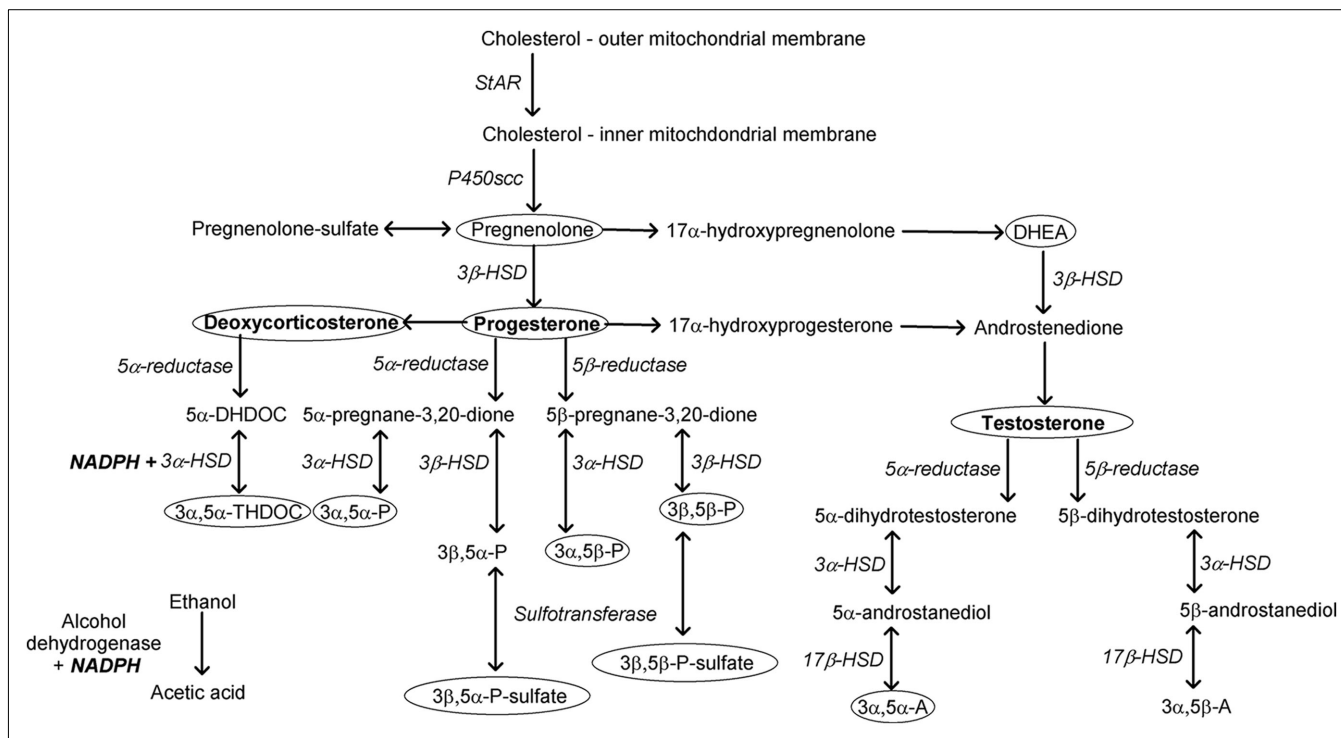 Cholesterol - outer mitochondrial membrane
StAR
Cholesterol - inner mitochdondrial membrane
P450scc
Pregnenolone-sulfate
Pregnenolone
17α-hydroxypregnenolone
DHEA
3β-HSD
3β-HSD
Deoxycorticosterone
Progesterone
17α-hydroxyprogesterone
Androstenedione
5α-reductase
5α-reductase
5β-reductase
5α-DHDOC
5α-pregnane-3,20-dione
5β-pregnane-3,20-dione
Testosterone
NADPH + 3α-HSD
3α-HSD
3β-HSD
3α-HSD
3β-HSD
5α-reductase
5β-reductase
3α,5α-THDOC
3α,5α-P
3β,5β-P
5α-dihydrotestosterone
5β-dihydrotestosterone
3β,5α-P
3α,5β-P
3α-HSD
3α-HSD
Ethanol
Sulfotransferase
5α-androstanediol
5β-androstanediol
Alcohol
dehydrogenase
+ NADPH
3β,5β-P-sulfate
17β-HSD
17β-HSD
Acetic acid
3β,5α-P-sulfate
3α,5α-A
3α,5β-A